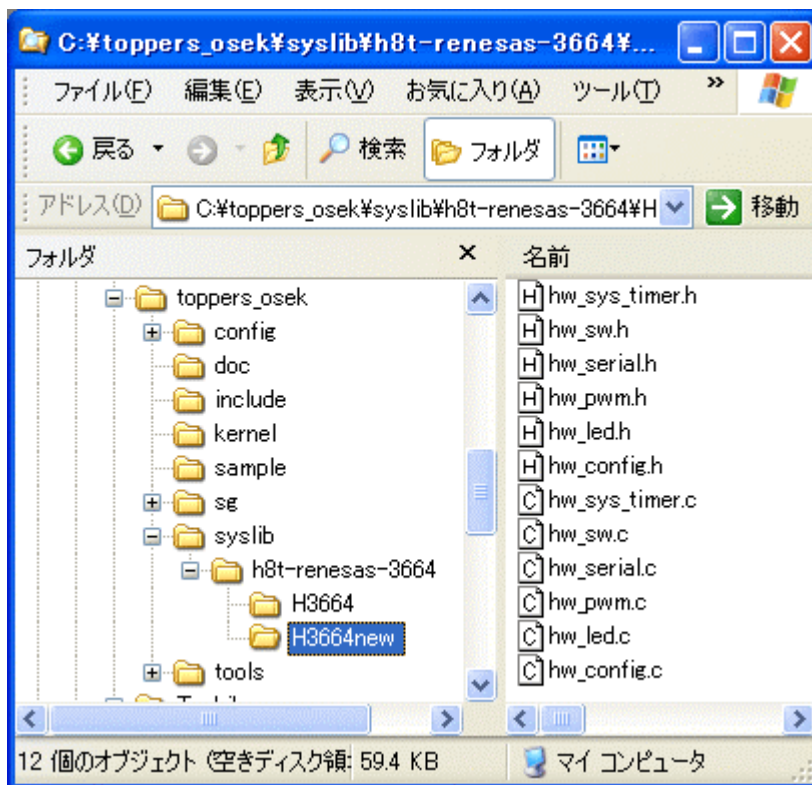 C:¥toppers_osek¥syslib¥h8t-renesas-3664¥...
ファイル(F) 編集(E) 表示(V) お気に入り(A) ツール(T) »
戻る 検索 フォルダ
アドレス(D) C:¥toppers_osek¥syslib¥h8t-renesas-3664¥H 移動
フォルダ × 名前
toppers_osek
config
doc
include
kernel
sample
sg
syslib
h8t-renesas-3664
H3664
H3664new
tools
hw_sys_timer.h
hw_sw.h
hw_serial.h
hw_pwm.h
hw_led.h
hw_config.h
hw_sys_timer.c
hw_sw.c
hw_serial.c
hw_pwm.c
hw_led.c
hw_config.c
12 個のオブジェクト (空きディスク領: 59.4 KB マイ コンピュータ